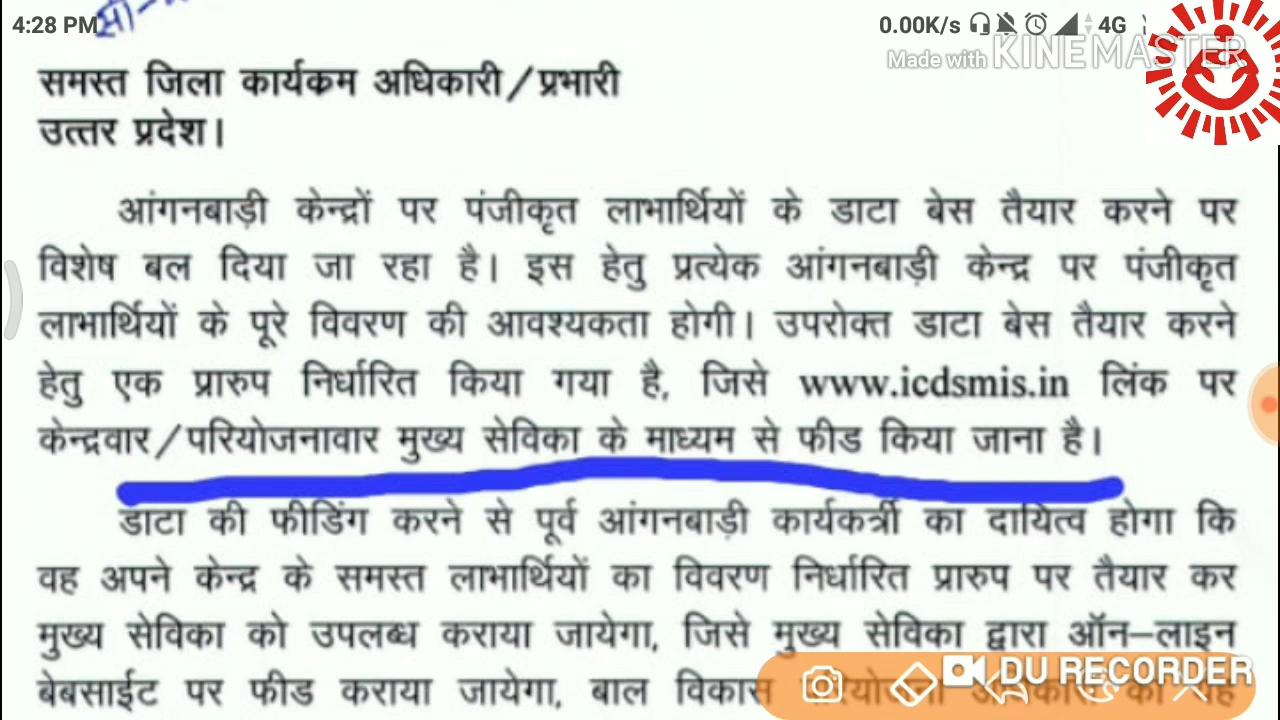 4:28 PM
0.00K/s 4G
Made with KINEMASTER
समस्त जिला कार्यक्रम अधिकारी/प्रभारी
उत्तर प्रदेश।
आंगनबाड़ी केन्द्रों पर पंजीकृत लाभार्थियों के डाटा बेस तैयार करने पर
विशेष बल दिया जा रहा है। इस हेतु प्रत्येक आंगनबाड़ी केन्द्र पर पंजीकृत
लाभार्थियों के पूरे विवरण की आवश्यकता होगी। उपरोक्त डाटा बेस तैयार करने
हेतु एक प्रारुप निर्धारित किया गया है, जिसे www.icdsmis.in लिंक पर
केन्द्रवार/परियोजनावार मुख्य सेविका के माध्यम से फीड किया जाना है।
डाटा की फीडिंग करने से पूर्व आंगनबाड़ी कार्यकर्त्री का दायित्व होगा कि
वह अपने केन्द्र के समस्त लाभार्थियों का विवरण निर्धारित प्रारुप पर तैयार कर
मुख्य सेविका को उपलब्ध कराया जायेगा, जिसे मुख्य सेविका द्वारा ऑन–लाइन
बेबसाईट पर फीड कराया जायेगा, बाल विकास
DU RECORDER